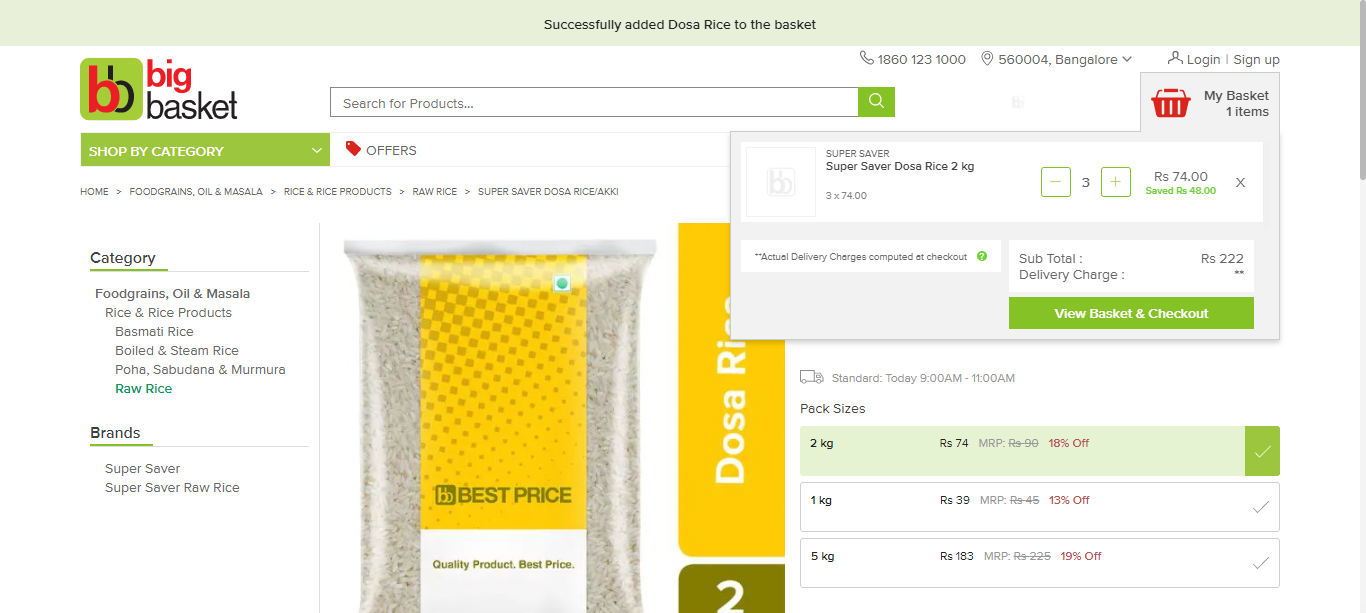 Successfully added Dosa Rice to the basket
1860 123 1000
560004, Bangalore
Login | Sign up
bb big basket
Search for Products...
My Basket
1 items
SHOP BY CATEGORY
OFFERS
HOME > FOODGRAINS, OIL & MASALA > RICE & RICE PRODUCTS > RAW RICE > SUPER SAVER DOSA RICE/AKKI
bb
SUPER SAVER
Super Saver Dosa Rice 2 kg
3 x 74.00
− 3 +
Rs 74.00
Saved Rs 48.00
X
**Actual Delivery Charges computed at checkout ?
Sub Total : Rs 222
Delivery Charge : **
View Basket & Checkout
Category
Foodgrains, Oil & Masala
Rice & Rice Products
Basmati Rice
Boiled & Steam Rice
Poha, Sabudana & Murmura
Raw Rice
Brands
Super Saver
Super Saver Raw Rice
bb BEST PRICE
Quality Product. Best Price.
Dosa Rice
2
Standard: Today 9:00AM - 11:00AM
Pack Sizes
2 kg Rs 74 MRP: Rs 90 18% Off
1 kg Rs 39 MRP: Rs 45 13% Off
5 kg Rs 183 MRP: Rs 225 19% Off